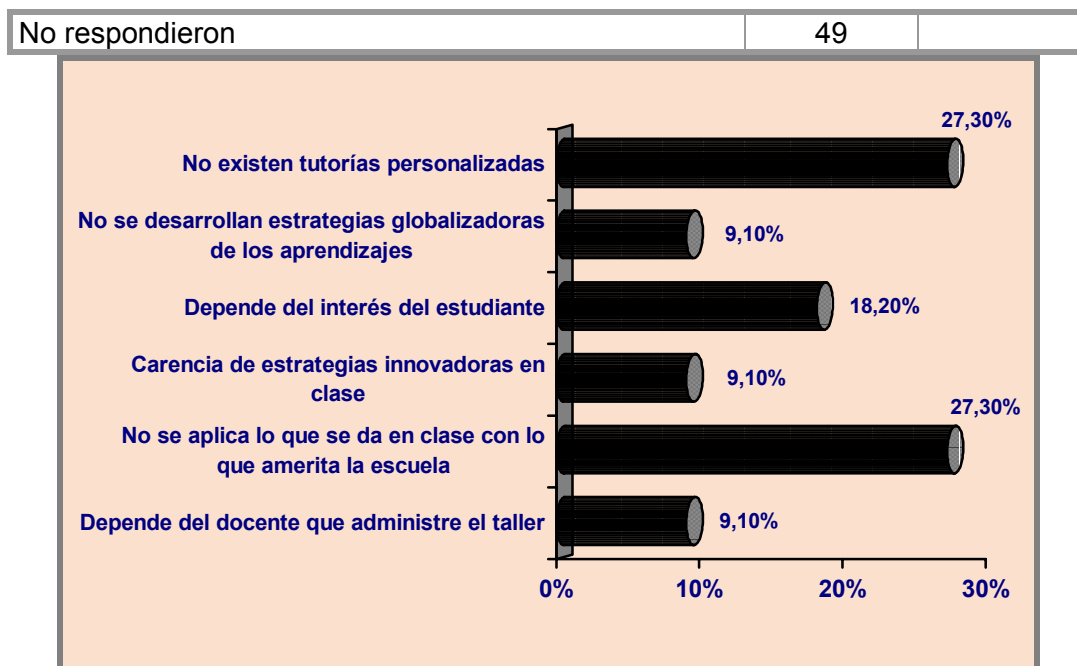 No respondieron 49
27,30%
No existen tutorías personalizadas
No se desarrollan estrategias globalizadoras
de los aprendizajes
9,10%
Depende del interés del estudiante
18,20%
Carencia de estrategias innovadoras en
clase
9,10%
27,30%
No se aplica lo que se da en clase con lo
que amerita la escuela
Depende del docente que administre el taller
9,10%
0% 10% 20% 30%